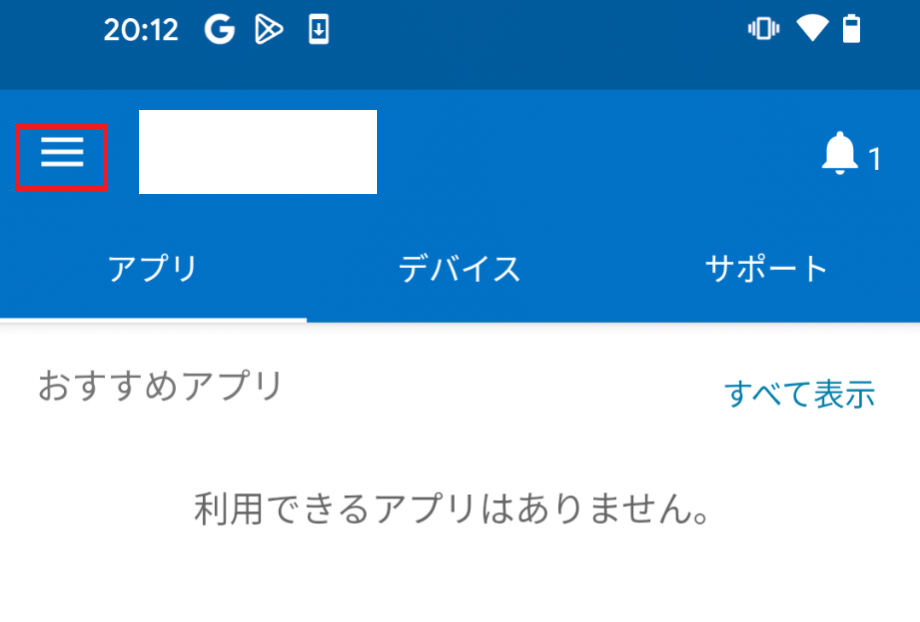 20:12
1
アプリ デバイス サポート
おすすめアプリ すべて表示
利用できるアプリはありません。